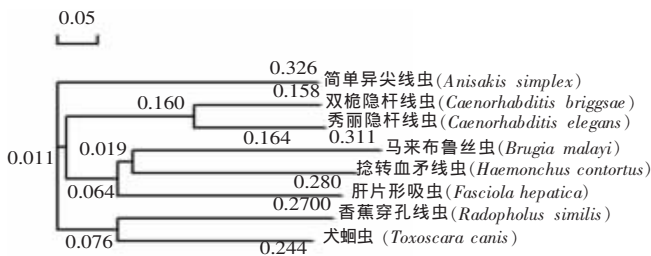 0.05
0.326 简单异尖线虫(Anisakis simplex)
0.158 双桅隐杆线虫(Caenorhabditis briggsae)
0.160
秀丽隐杆线虫(Caenorhabditis elegans)
0.164 0.311
0.019 马来布鲁丝虫(Brugia malayi)
0.011
捻转血矛线虫(Haemonchus contortus)
0.280
0.064 肝片形吸虫(Fasciola hepatica)
0.2700
香蕉穿孔线虫(Radopholus similis)
0.076
犬蛔虫(Toxoscara canis)
0.244